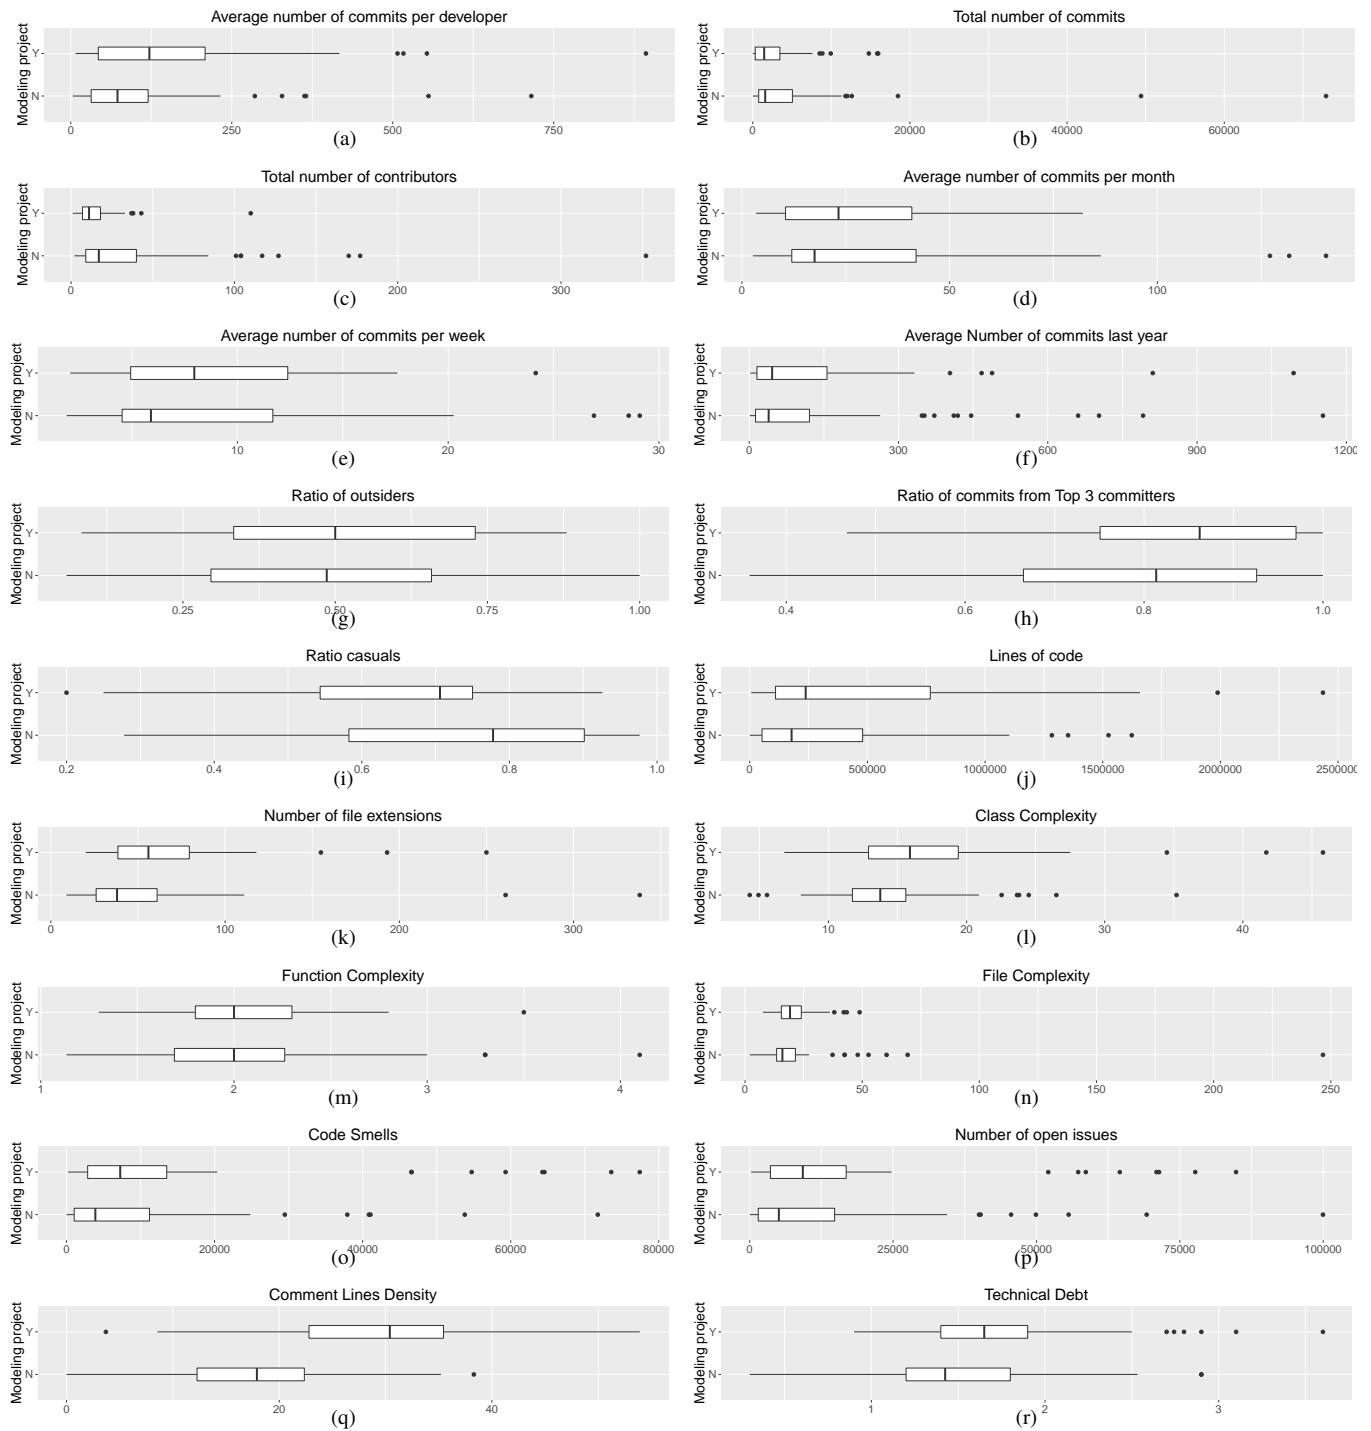 Average number of commits per developer
Modeling project
Y
N
0 250 500 750
(a)
Total number of commits
Modeling project
Y
N
0 20000 40000 60000
(b)
Total number of contributors
Modeling project
Y
N
0 100 200 300
(c)
Average number of commits per month
Modeling project
Y
N
0 50 100
(d)
Average number of commits per week
Modeling project
Y
N
10 20 30
(e)
Average Number of commits last year
Modeling project
Y
N
0 300 600 900 1200
(f)
Ratio of outsiders
Modeling project
Y
N
0.25 0.50 0.75 1.00
(g)
Ratio of commits from Top 3 committers
Modeling project
Y
N
0.4 0.6 0.8 1.0
(h)
Ratio casuals
Modeling project
Y
N
0.2 0.4 0.6 0.8 1.0
(i)
Lines of code
Modeling project
Y
N
0 500000 1000000 1500000 2000000 2500000
(j)
Number of file extensions
Modeling project
Y
N
0 100 200 300
(k)
Class Complexity
Modeling project
Y
N
10 20 30 40
(l)
Function Complexity
Modeling project
Y
N
1 2 3 4
(m)
File Complexity
Modeling project
Y
N
0 50 100 150 200 250
(n)
Code Smells
Modeling project
Y
N
0 20000 40000 60000 80000
(o)
Number of open issues
Modeling project
Y
N
0 25000 50000 75000 100000
(p)
Comment Lines Density
Modeling project
Y
N
0 20 40
(q)
Technical Debt
Modeling project
Y
N
1 2 3
(r)